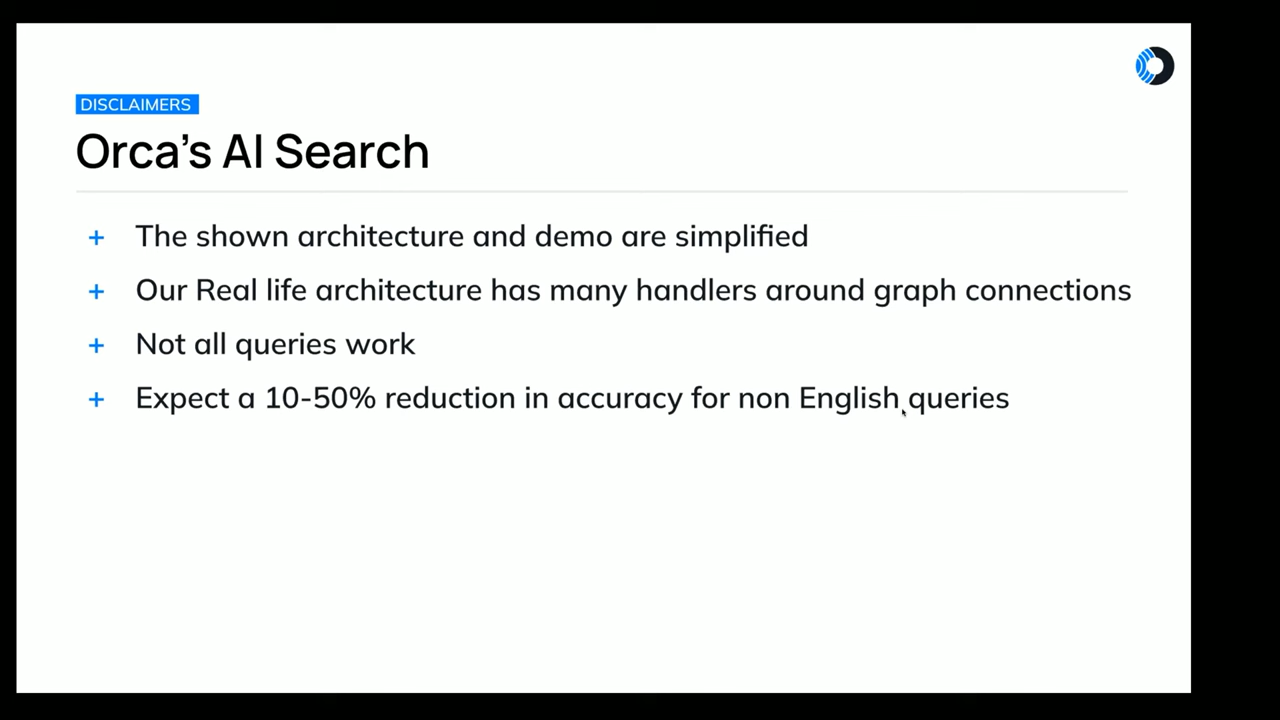 DISCLAIMERS
Orca's AI Search
+ The shown architecture and demo are simplified
+ Our Real life architecture has many handlers around graph connections
+ Not all queries work
+ Expect a 10-50% reduction in accuracy for non English queries